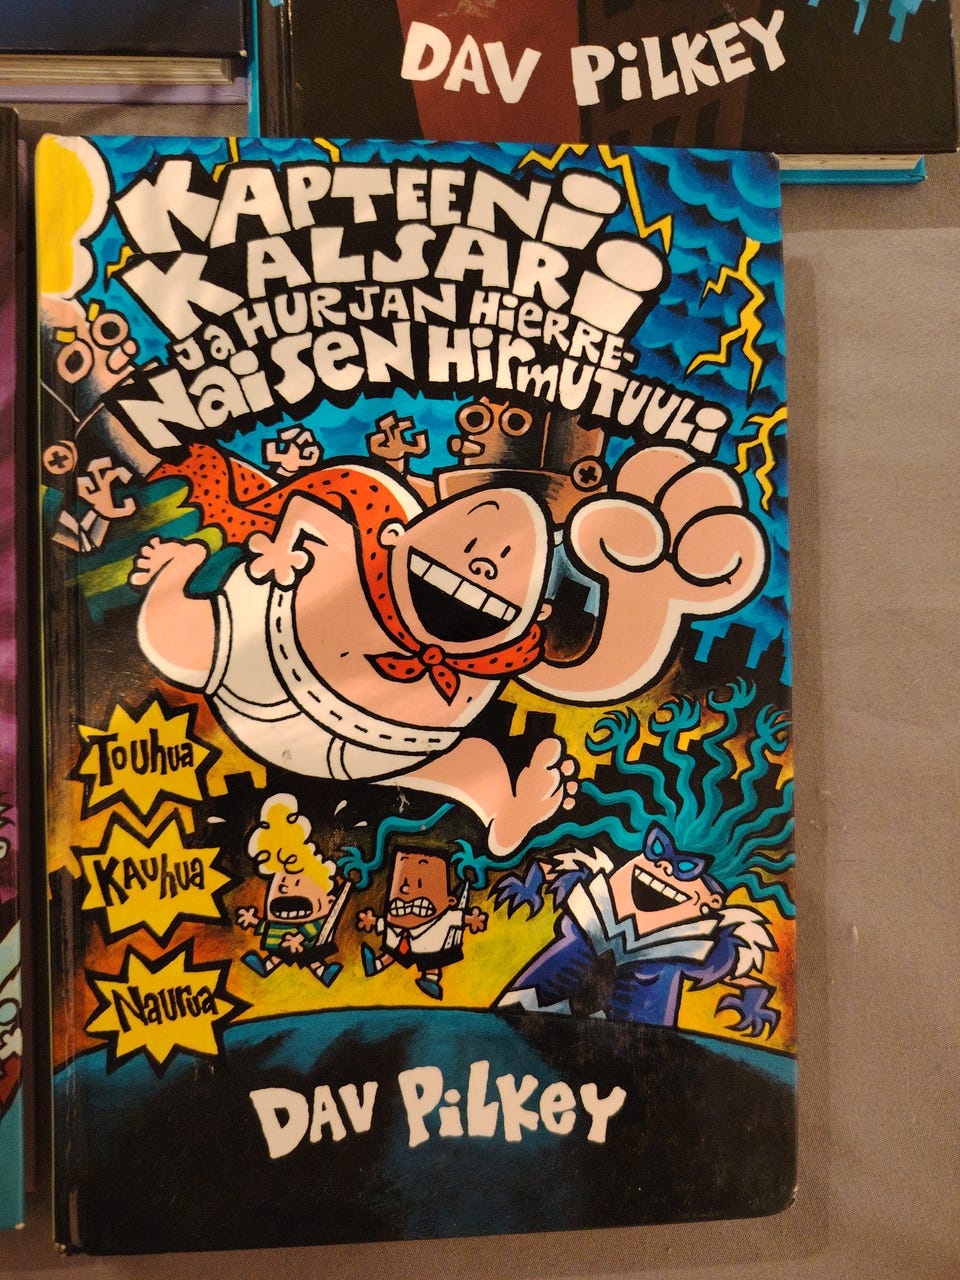 DAV PiLKEY
KAPTEENi
KALSARi
ja HURJAN HieRRE-
NaisEN HirmUTUULi
Touhua
Kauhua
Naurua
DAV PiLKeY